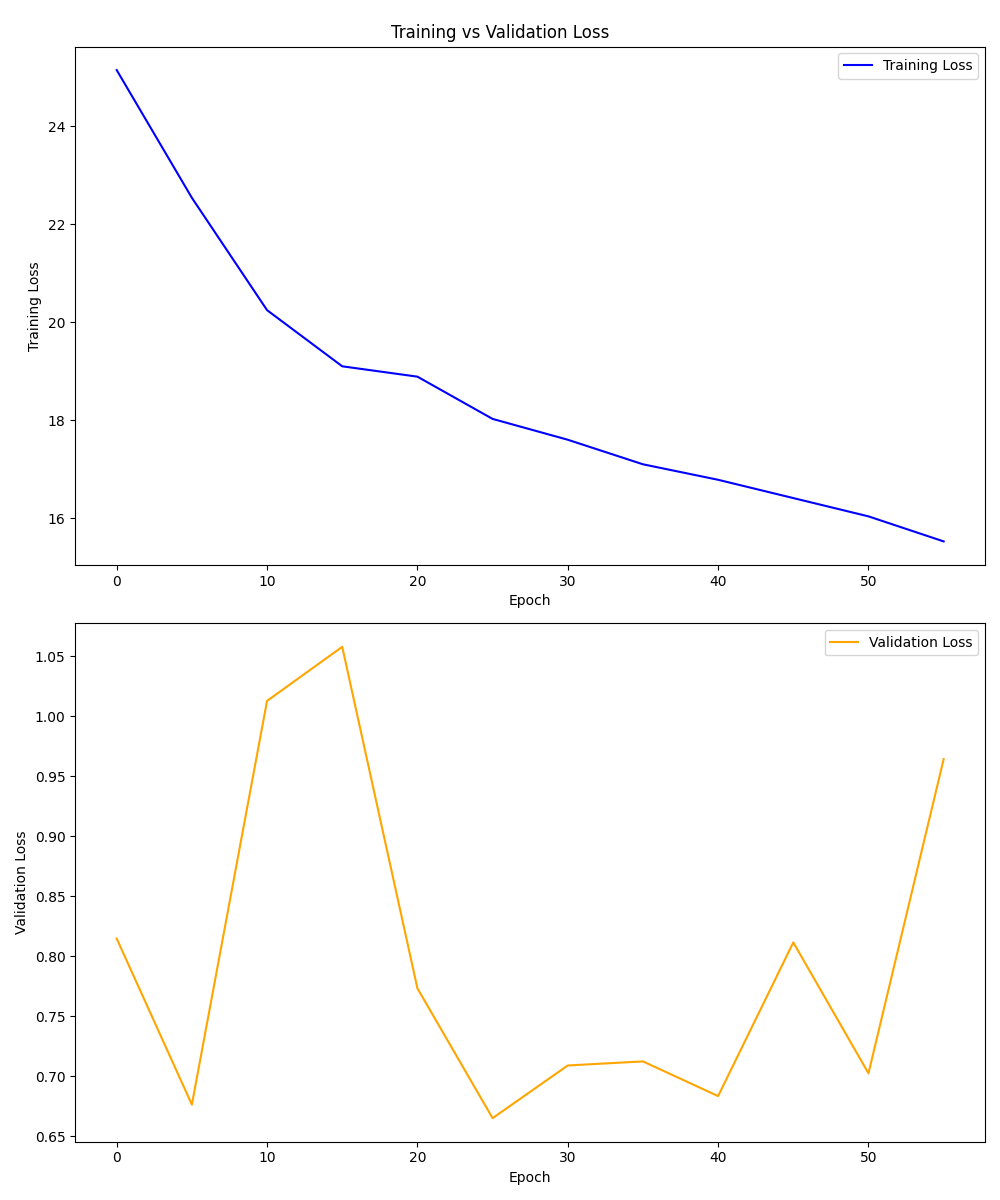 Training vs Validation Loss
Training Loss
24
22
20
18
16
Training Loss
0 10 20 30 40 50
Epoch
Validation Loss
1.05
1.00
0.95
0.90
0.85
0.80
0.75
0.70
0.65
Validation Loss
0 10 20 30 40 50
Epoch